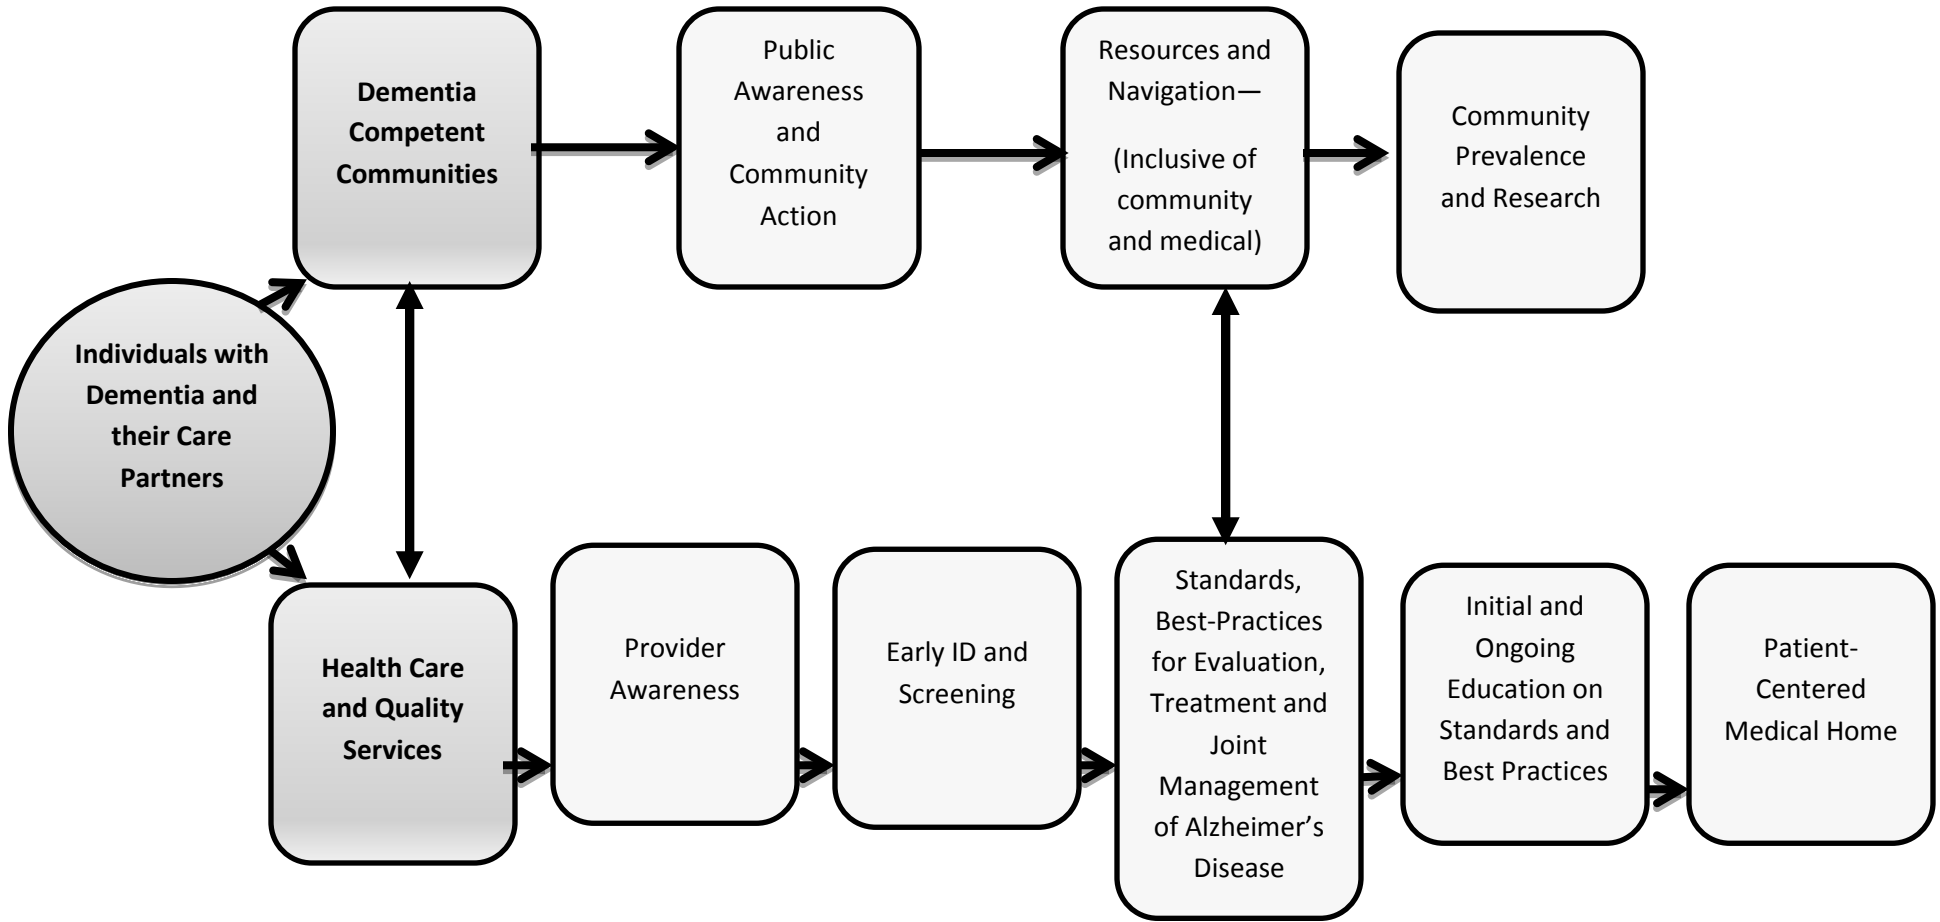 Dementia
Competent
Communities
Public
Awareness
and
Community
Action
Resources and
Navigation—
(Inclusive of
community
and medical)
Community
Prevalence
and Research
Individuals with
Dementia and
their Care
Partners
Health Care
and Quality
Services
Provider
Awareness
Early ID and
Screening
Standards,
Best-Practices
for Evaluation,
Treatment and
Joint
Management
of Alzheimer’s
Disease
Initial and
Ongoing
Education on
Standards and
Best Practices
Patient-
Centered
Medical Home